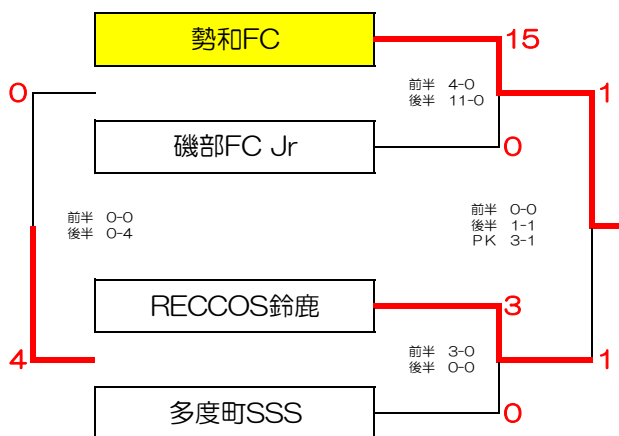 勢和FC
15
前半 4-0
後半 11-0
0
1
磯部FC Jr
0
前半 0-0
後半 0-4
前半 0-0
後半 1-1
PK 3-1
RECCOS鈴鹿
3
前半 3-0
後半 0-0
4
1
多度町SSS
0